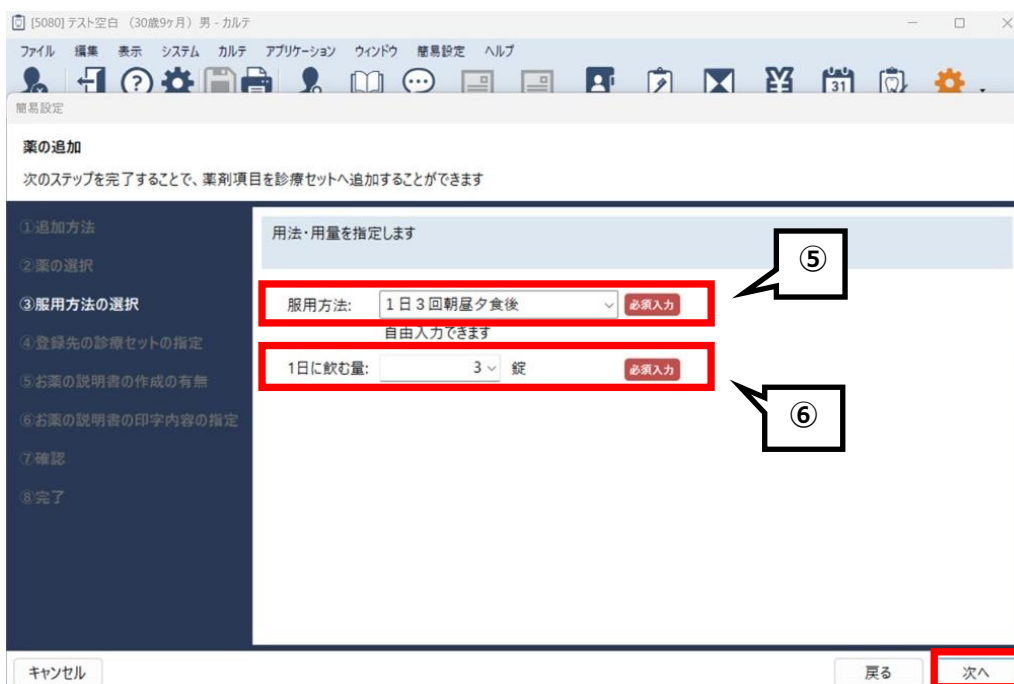 [5080] テスト空白 （30歳9ヶ月）男 - カルテ
ファイル 編集 表示 システム カルテ アプリケーション ウィンドウ 簡易設定 ヘルプ
31
簡易設定
薬の追加
次のステップを完了することで、薬剤項目を診療セットへ追加することができます
①追加方法
②薬の選択
③服用方法の選択
④登録先の診療セットの指定
⑤お薬の説明書の作成の有無
⑥お薬の説明書の印字内容の指定
⑦確認
⑧完了
用法・用量を指定します
⑤
服用方法: １日３回朝昼夕食後 必須入力
自由入力できます
1日に飲む量: 3 錠 必須入力
⑥
キャンセル 戻る 次へ